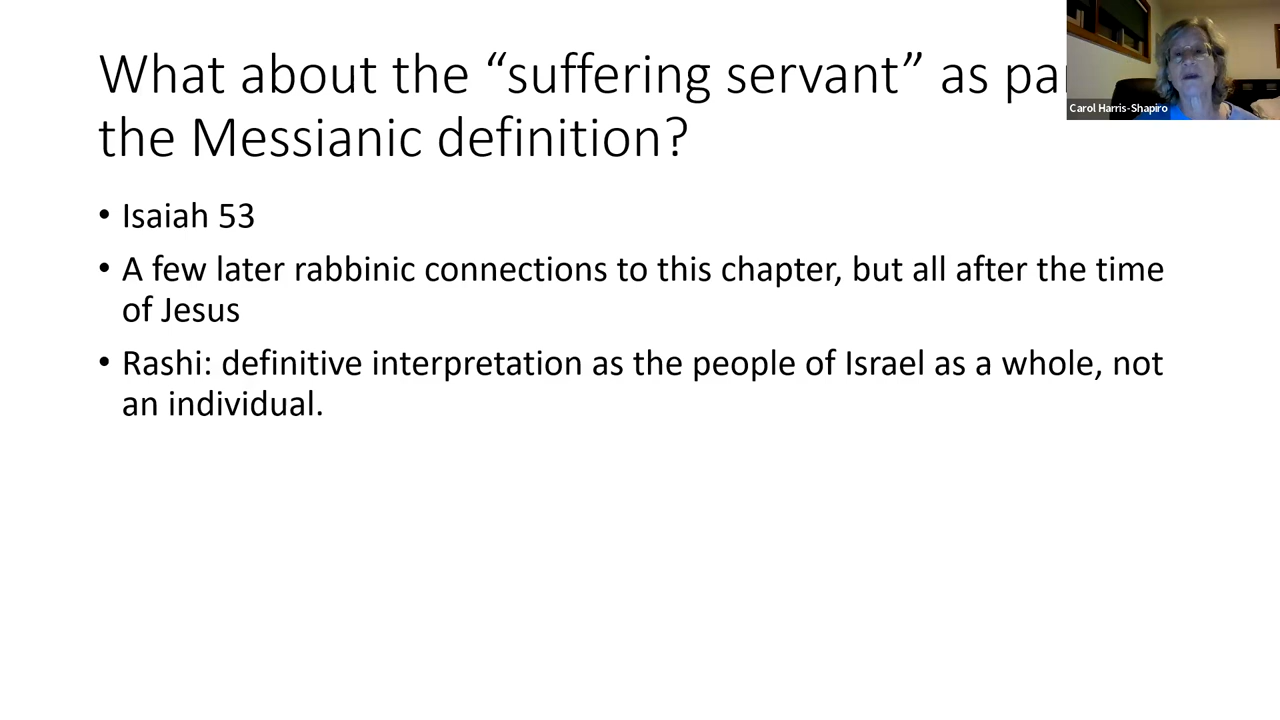 What about the “suffering servant” as
the Messianic definition?
• Isaiah 53
• A few later rabbinic connections to this chapter, but all after the time
of Jesus
• Rashi: definitive interpretation as the people of Israel as a whole, not
an individual.
Carol Harris-Shapiro